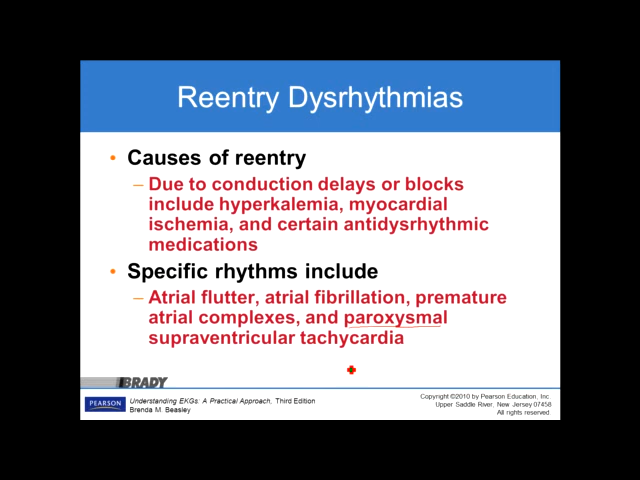 Reentry Dysrhythmias
• Causes of reentry
– Due to conduction delays or blocks
include hyperkalemia, myocardial
ischemia, and certain antidysrhythmic
medications
• Specific rhythms include
– Atrial flutter, atrial fibrillation, premature
atrial complexes, and paroxysmal
supraventricular tachycardia
BRADY
PEARSON
Understanding EKGs: A Practical Approach, Third Edition
Brenda M. Beasley
Copyright ©2010 by Pearson Education, Inc.
Upper Saddle River, New Jersey 07458
All rights reserved.